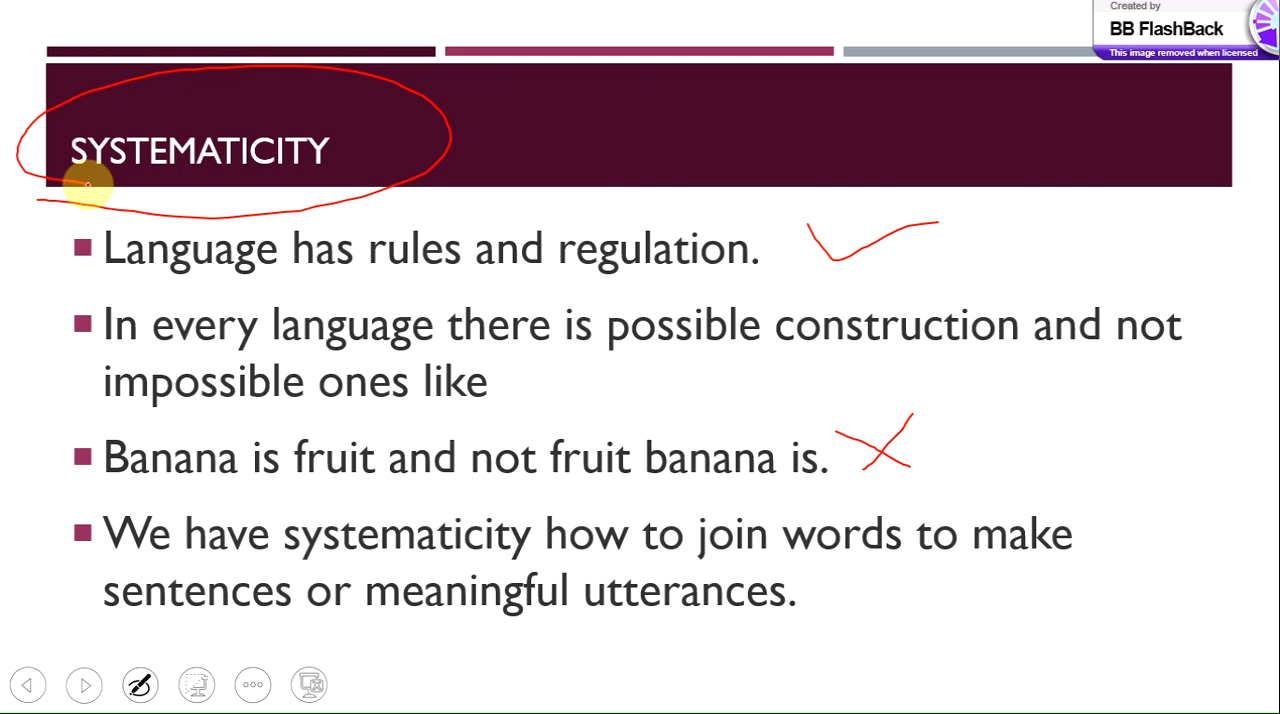 Created by
BB FlashBack
This image removed when licensed
SYSTEMATICITY
Language has rules and regulation.
In every language there is possible construction and not
impossible ones like
Banana is fruit and not fruit banana is.
We have systematicity how to join words to make
sentences or meaningful utterances.